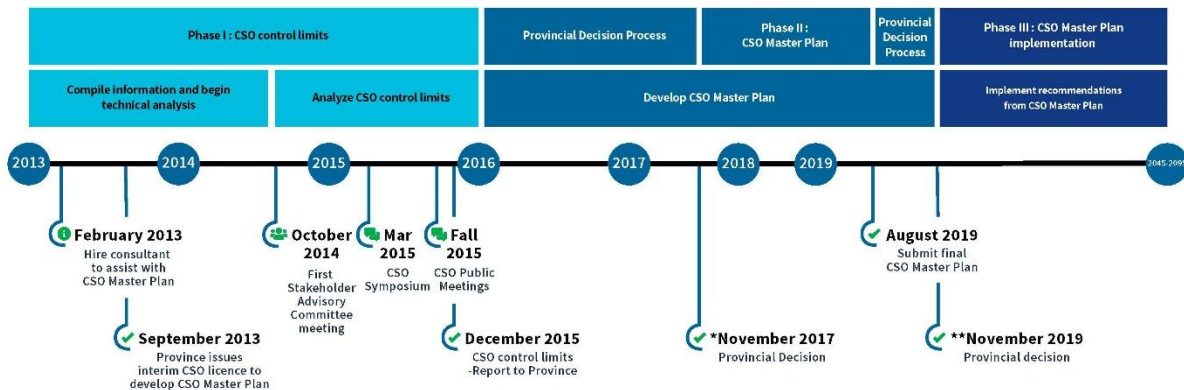 Phase I : CSO control limits
Provincial Decision Process
Phase II :
CSO Master Plan
Provincial
Decision
Process
Phase III : CSO Master Plan
implementation
Compile information and begin
technical analysis
Analyze CSO control limits
Develop CSO Master Plan
Implement recommendations
from CSO Master Plan
2013
2014
2015
2016
2017
2018
2019
2045-2095
February 2013
Hire consultant
to assist with
CSO Master Plan
September 2013
Province issues
interim CSO licence to
develop CSO Master Plan
October
2014
First
Stakeholder
Advisory
Committee
meeting
Mar
2015
CSO
Symposium
Fall
2015
CSO Public
Meetings
December 2015
CSO control limits
-Report to Province
*November 2017
Provincial Decision
August 2019
Submit final
CSO Master Plan
**November 2019
Provincial decision